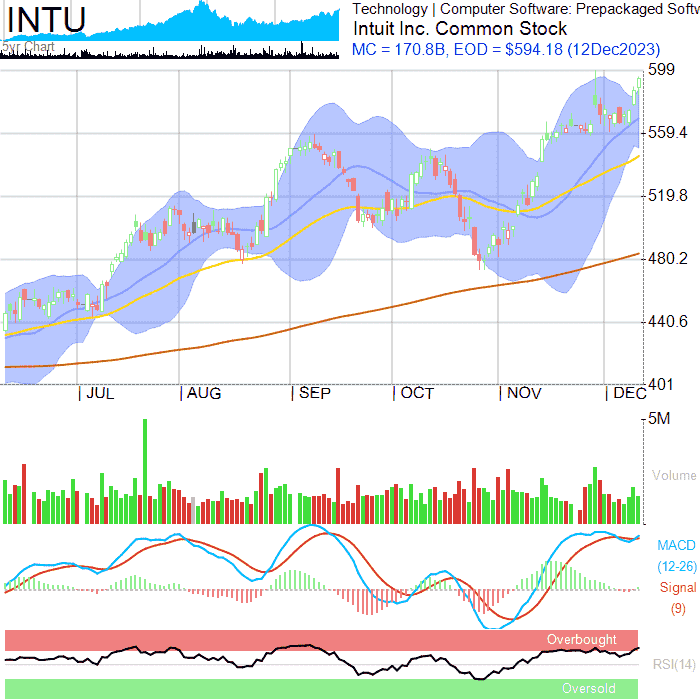 INTU
5yr Chart
Technology | Computer Software: Prepackaged Softw
Intuit Inc. Common Stock
MC = 170.8B, EOD = $594.18 (12Dec2023)
599
559.4
519.8
480.2
440.6
401
| JUL | AUG | SEP | OCT | NOV | DEC
5M
Volume
MACD
(12-26)
Signal
(9)
Overbought
RSI(14)
Oversold